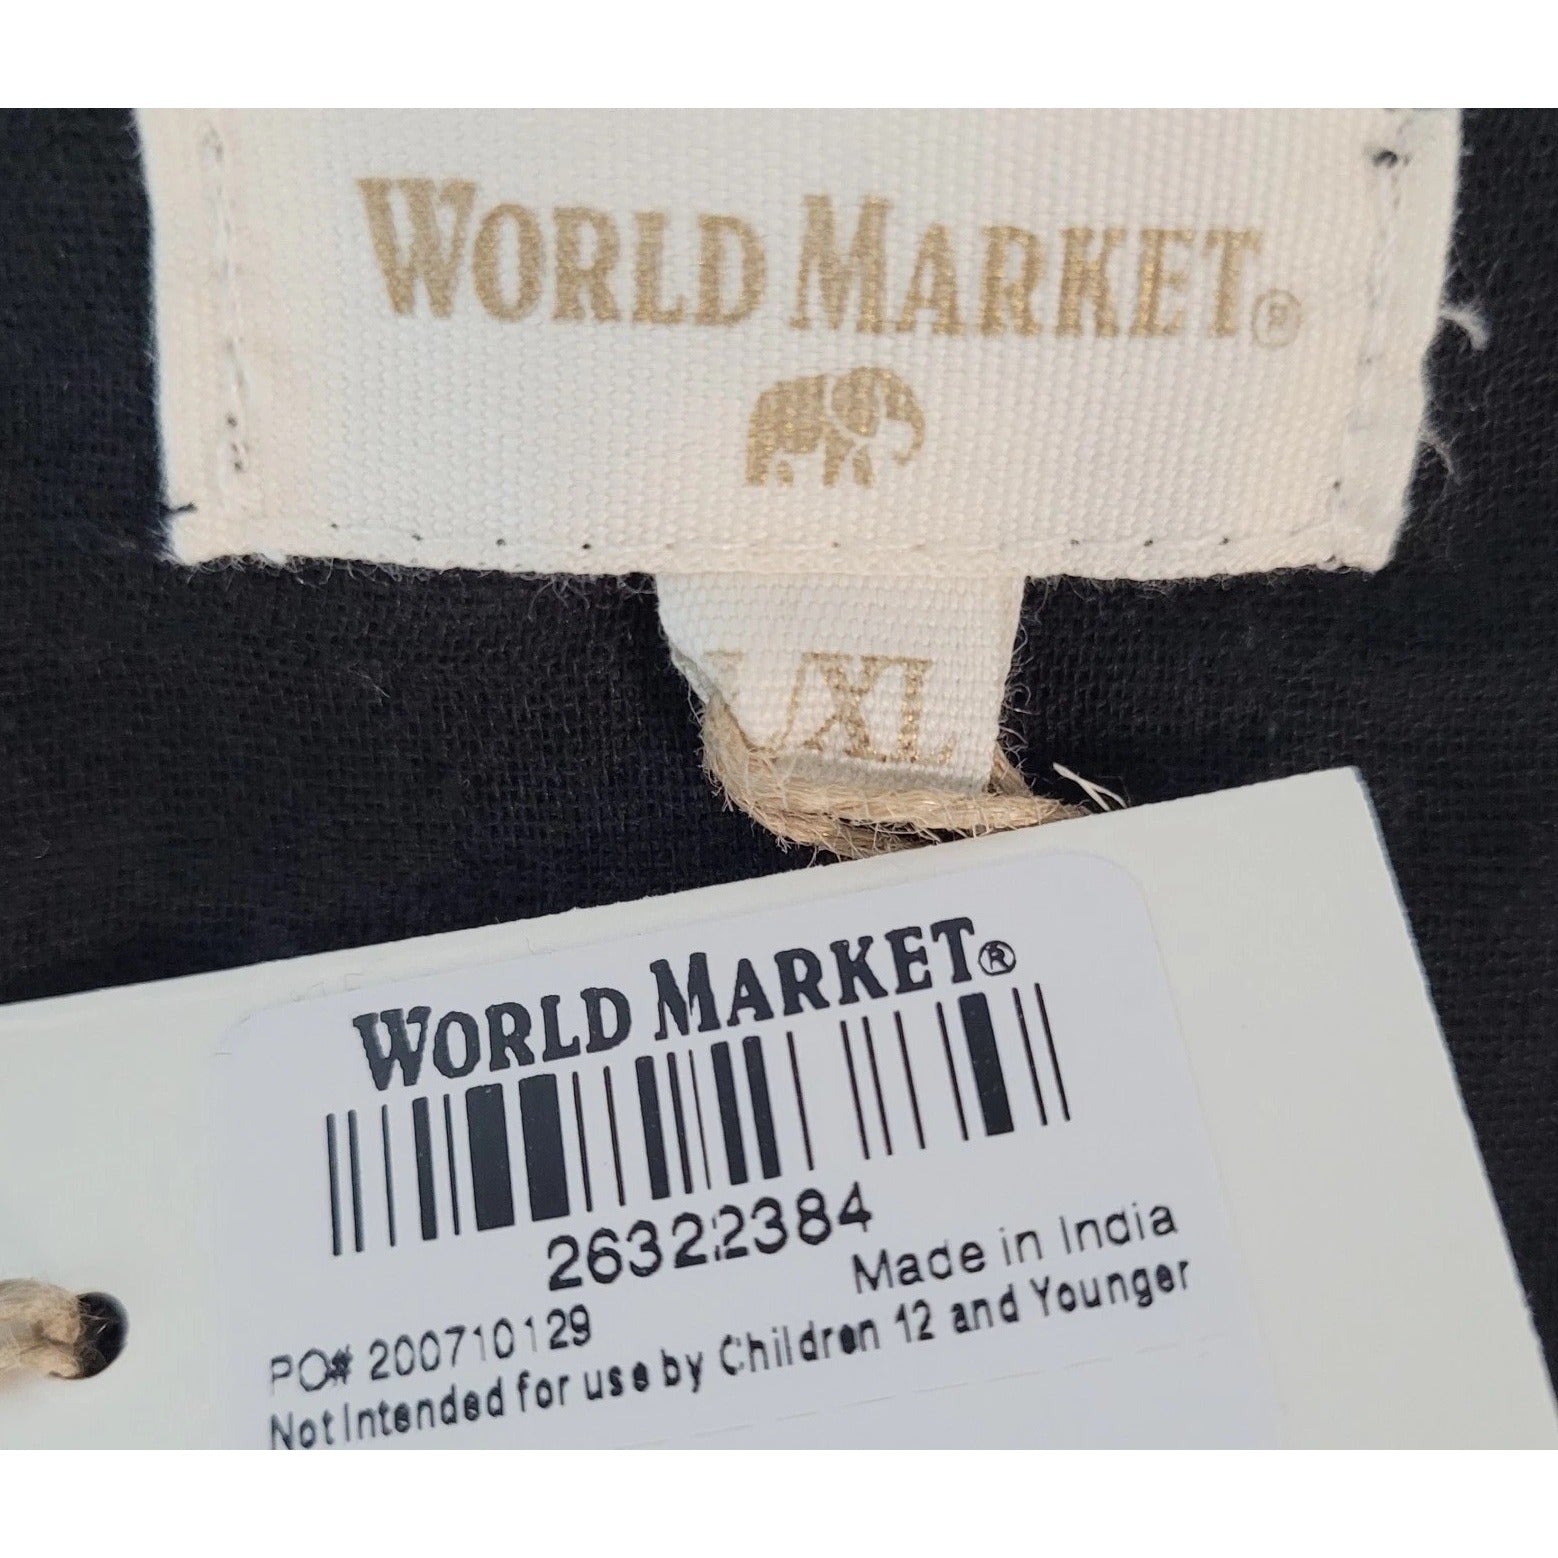 WORLD MARKET®
L/XL
WORLD MARKET®
26322384
Made in India
PO# 200710129
Not Intended for use by Children 12 and Younger